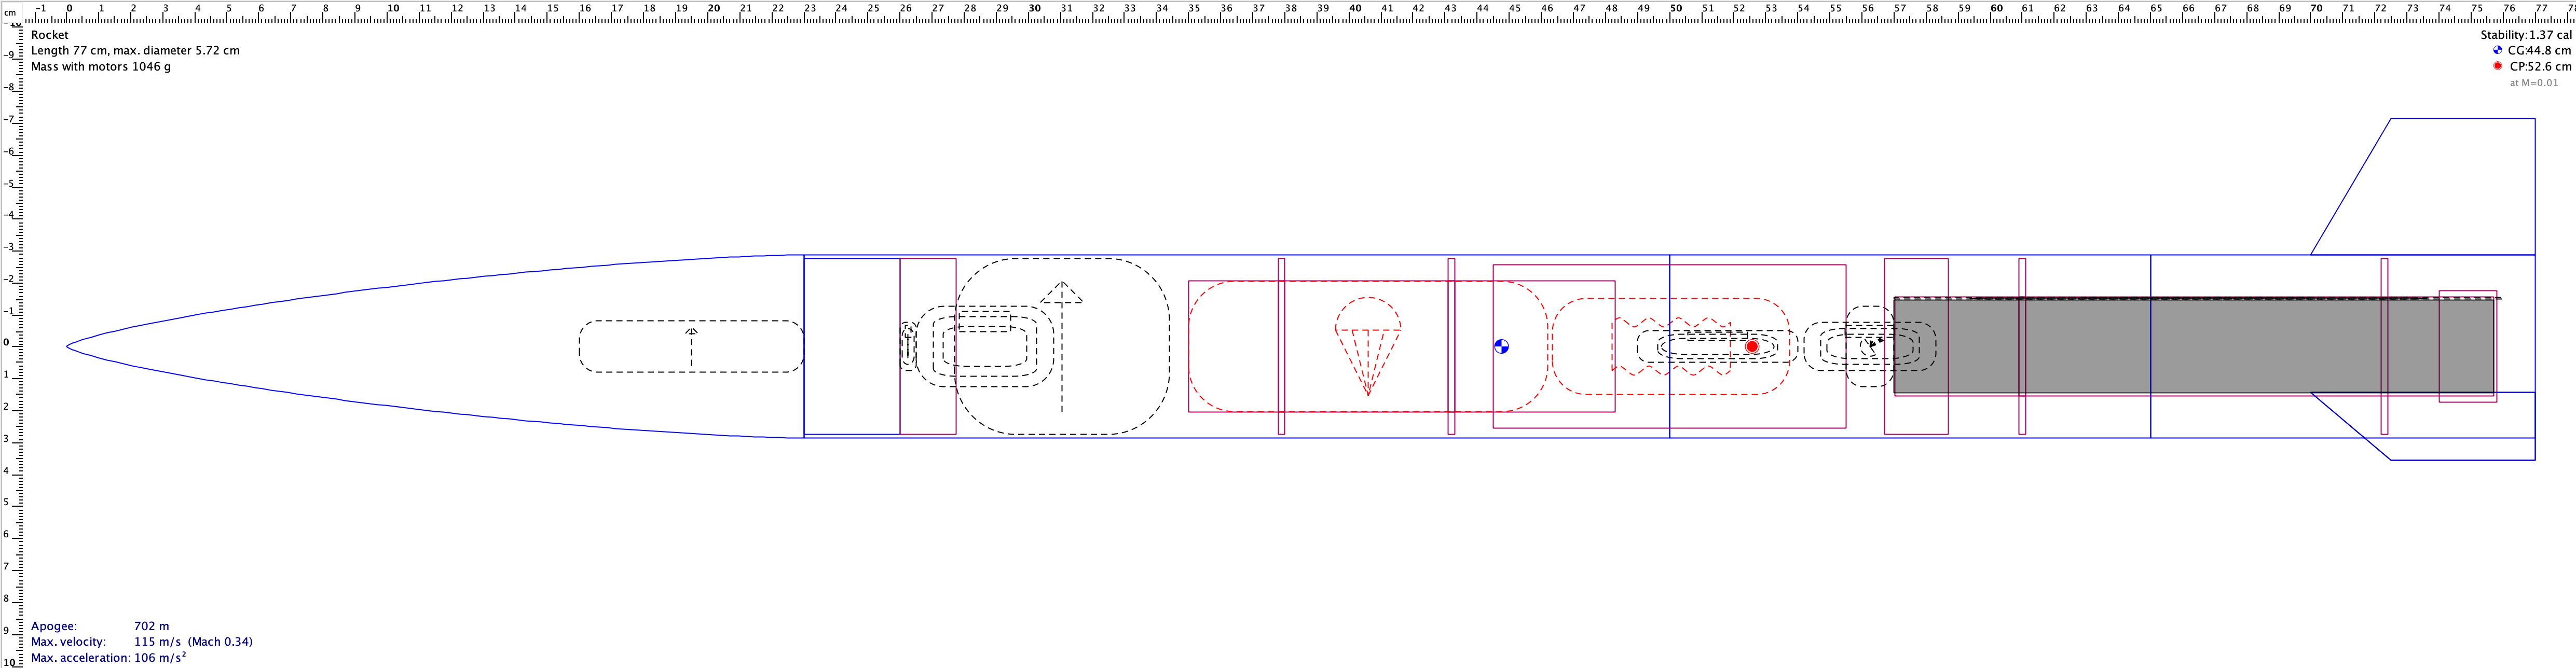 cm -1 0 1 2 3 4 5 6 7 8 9 10 11 12 13 14 15 16 17 18 19 20 21 22 23 24 25 26 27 28 29 30 31 32 33 34 35 36 37 38 39 40 41 42 43 44 45 46 47 48 49 50 51 52 53 54 55 56 57 58 59 60 61 62 63 64 65 66 67 68 69 70 71 72 73 74 75 76 77
-9
-8
-7
-6
-5
-4
-3
-2
-1
0
1
2
3
4
5
6
7
8
9
10
Rocket
Length 77 cm, max. diameter 5.72 cm
Mass with motors 1046 g
Stability: 1.37 cal
CG:44.8 cm
CP:52.6 cm
at M=0.01
Apogee: 702 m
Max. velocity: 115 m/s (Mach 0.34)
Max. acceleration: 106 m/s²